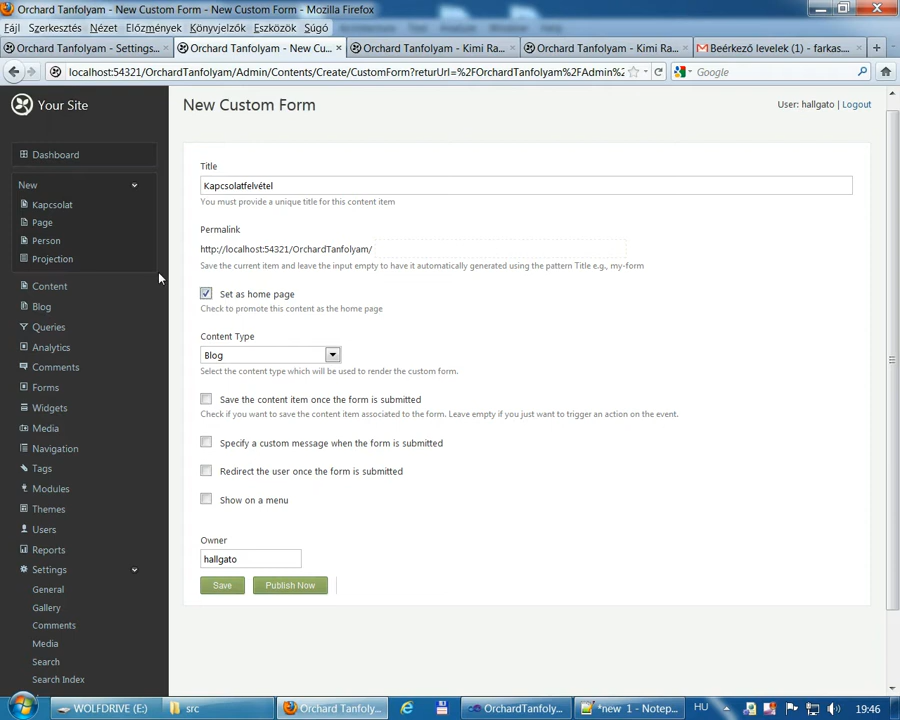 Orchard Tanfolyam - New Custom Form - New Custom Form - Mozilla Firefox
Fájl Szerkesztés Nézet Előzmények Könyvjelzők Eszközök Súgó
Orchard Tanfolyam - Settings... × Orchard Tanfolyam - New Cu... × Orchard Tanfolyam - Kimi Ra... × Orchard Tanfolyam - Kimi Ra... × Beérkező levelek (1) - farkas... × +
localhost:54321/OrchardTanfolyam/Admin/Contents/Create/CustomForm?returUrl=%2FOrchardTanfolyam%2FAdmin%2 Google
Your Site
New Custom Form
User: hallgato | Logout
Dashboard
New
Kapcsolat
Page
Person
Projection
Content
Blog
Queries
Analytics
Comments
Forms
Widgets
Media
Navigation
Tags
Modules
Themes
Users
Reports
Settings
General
Gallery
Comments
Media
Search
Search Index
Title
Kapcsolatfelvétel
You must provide a unique title for this content item
Permalink
http://localhost:54321/OrchardTanfolyam/
Save the current item and leave the input empty to have it automatically generated using the pattern Title e.g., my-form
Set as home page
Check to promote this content as the home page
Content Type
Blog
Select the content type which will be used to render the custom form.
Save the content item once the form is submitted
Check if you want to save the content item associated to the form. Leave empty if you just want to trigger an action on the event.
Specify a custom message when the form is submitted
Redirect the user once the form is submitted
Show on a menu
Owner
hallgato
Save Publish Now
WOLFDRIVE (E:) src Orchard Tanfolya... OrchardTanfoly... *new 1 - Notep... HU 19:46